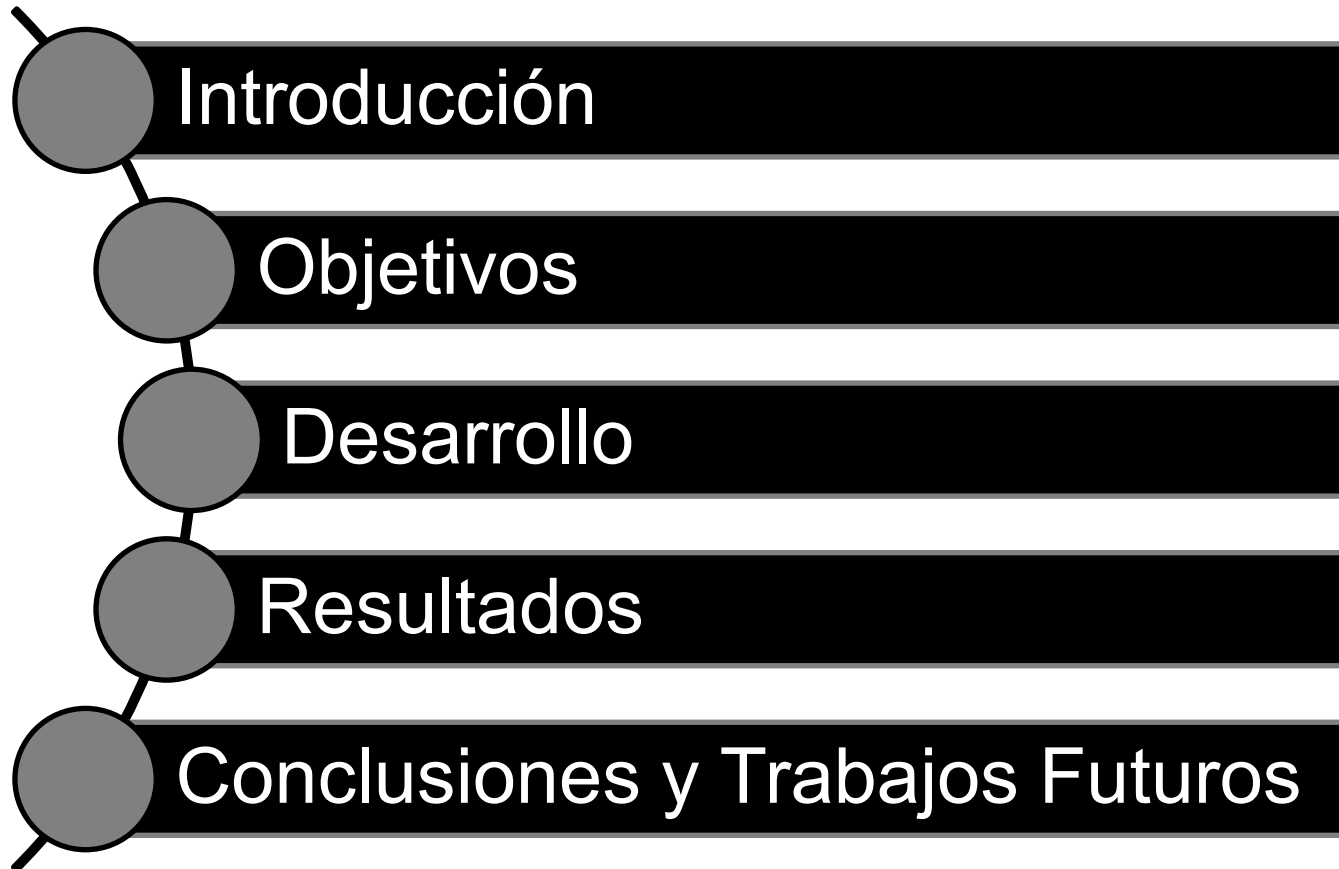 Introducción
Objetivos
Desarrollo
Resultados
Conclusiones y Trabajos Futuros